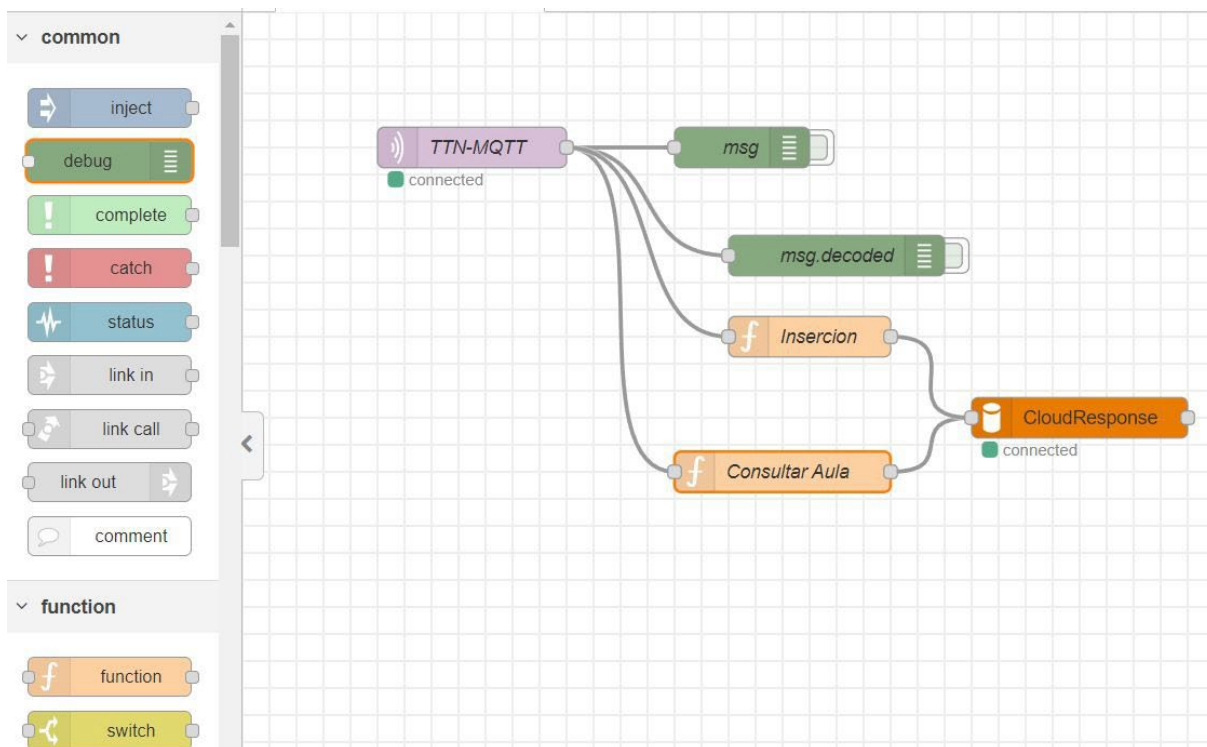 common
inject
debug
complete
catch
status
link in
link call
link out
comment
function
function
switch
TTN-MQTT
connected
msg
msg.decoded
Insercion
Consultar Aula
CloudResponse
connected